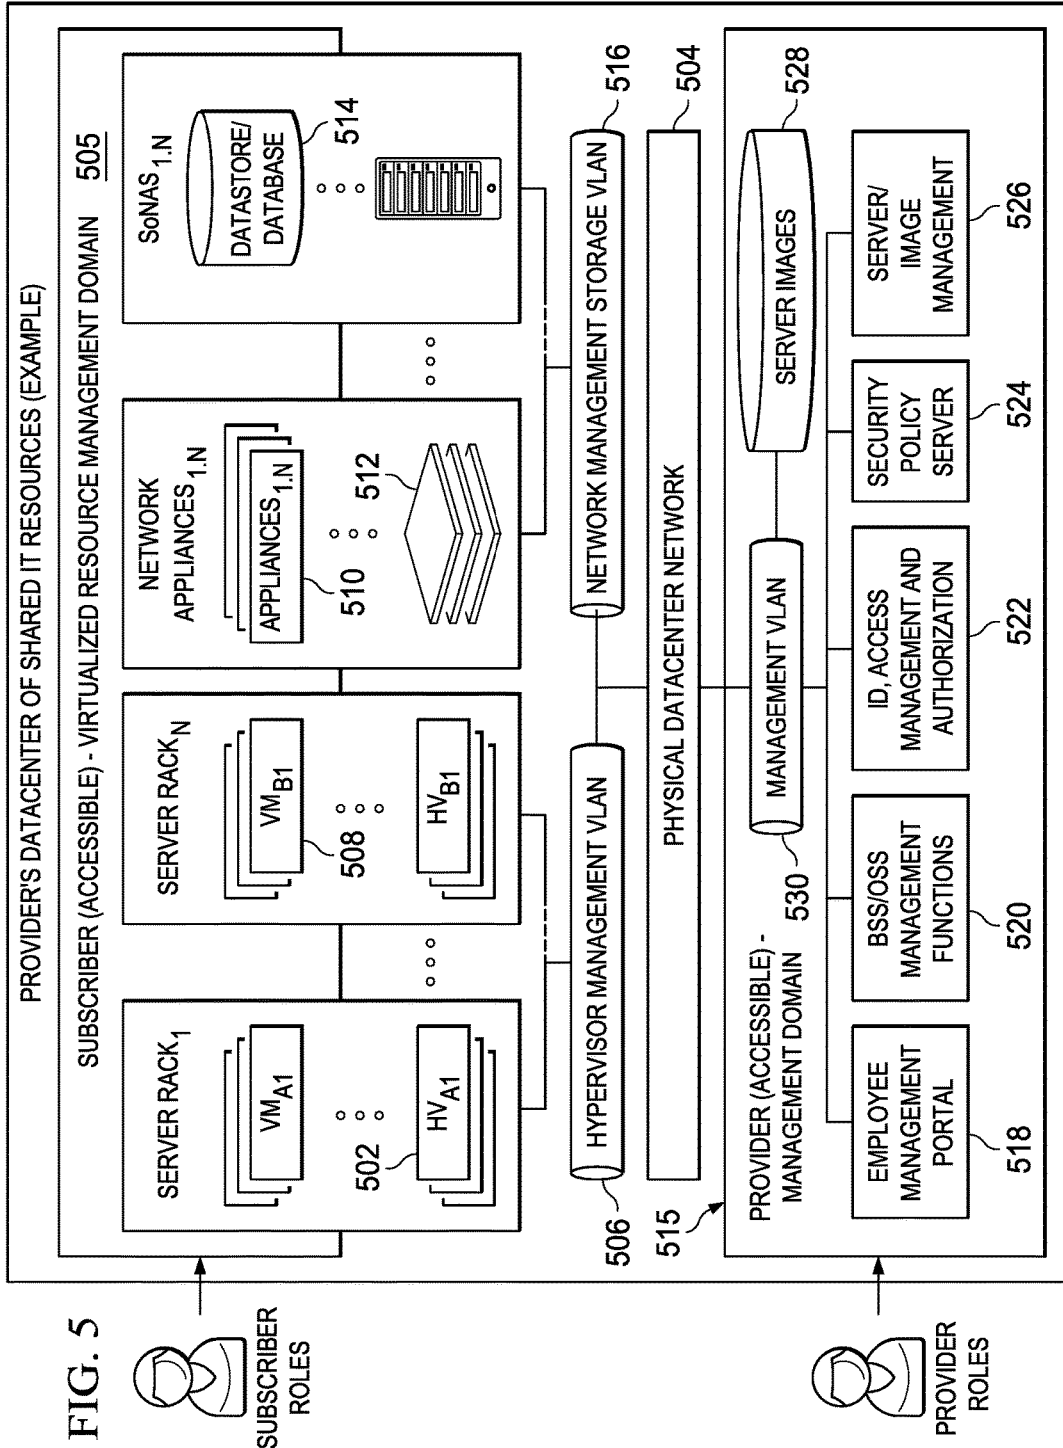 FIG. 5
PROVIDER'S DATACENTER OF SHARED IT RESOURCES (EXAMPLE)
SUBSCRIBER (ACCESSIBLE) - VIRTUALIZED RESOURCE MANAGEMENT DOMAIN 505
SUBSCRIBER
ROLES
SERVER RACK1
VMA1
HVA1
502
SERVER RACKN
VMB1
508
HVB1
NETWORK
APPLIANCES1.N
APPLIANCES1.N
510
512
SoNAS1.N
DATASTORE/
DATABASE
514
HYPERVISOR MANAGEMENT VLAN
506
NETWORK MANAGEMENT STORAGE VLAN
516
PHYSICAL DATACENTER NETWORK
504
515
PROVIDER
ROLES
PROVIDER (ACCESSIBLE) -
MANAGEMENT DOMAIN
MANAGEMENT VLAN
530
SERVER IMAGES
528
EMPLOYEE
MANAGEMENT
PORTAL
518
BSS/OSS
MANAGEMENT
FUNCTIONS
520
ID, ACCESS
MANAGEMENT AND
AUTHORIZATION
522
SECURITY
POLICY
SERVER
524
SERVER/
IMAGE
MANAGEMENT
526